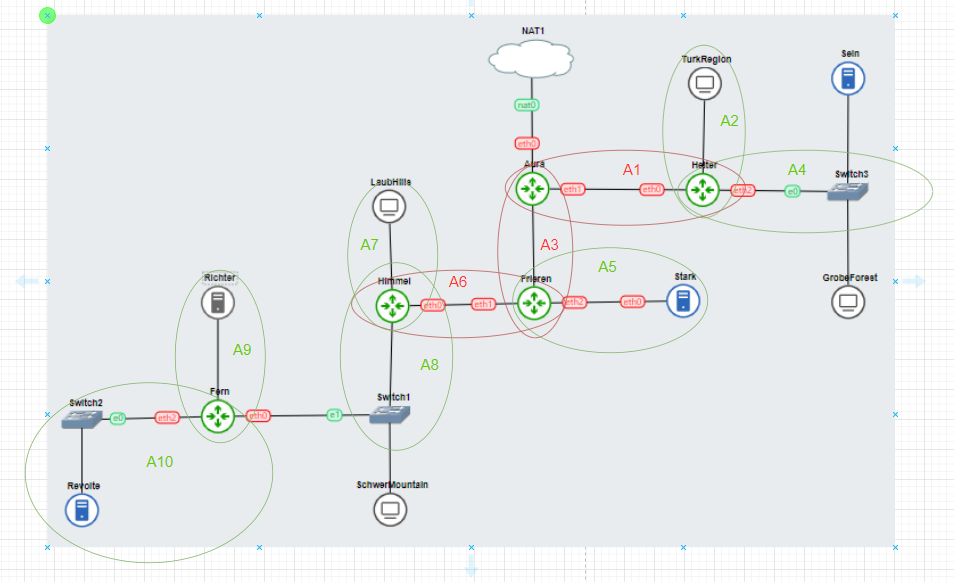 NAT1
TurkRegion
Sein
nat0
A2
eth0
Aura
A1
Heiter
A4
Switch3
eth1
eth0
eth2
e0
LaubHills
A7
A3
A5
Richter
Himmel
A6
Frieren
Stark
GrobeForest
eth0
eth1
eth2
eth0
A9
A8
Switch2
Fern
Switch1
e0
eth2
eth0
e1
A10
Revolte
SchwerMountain